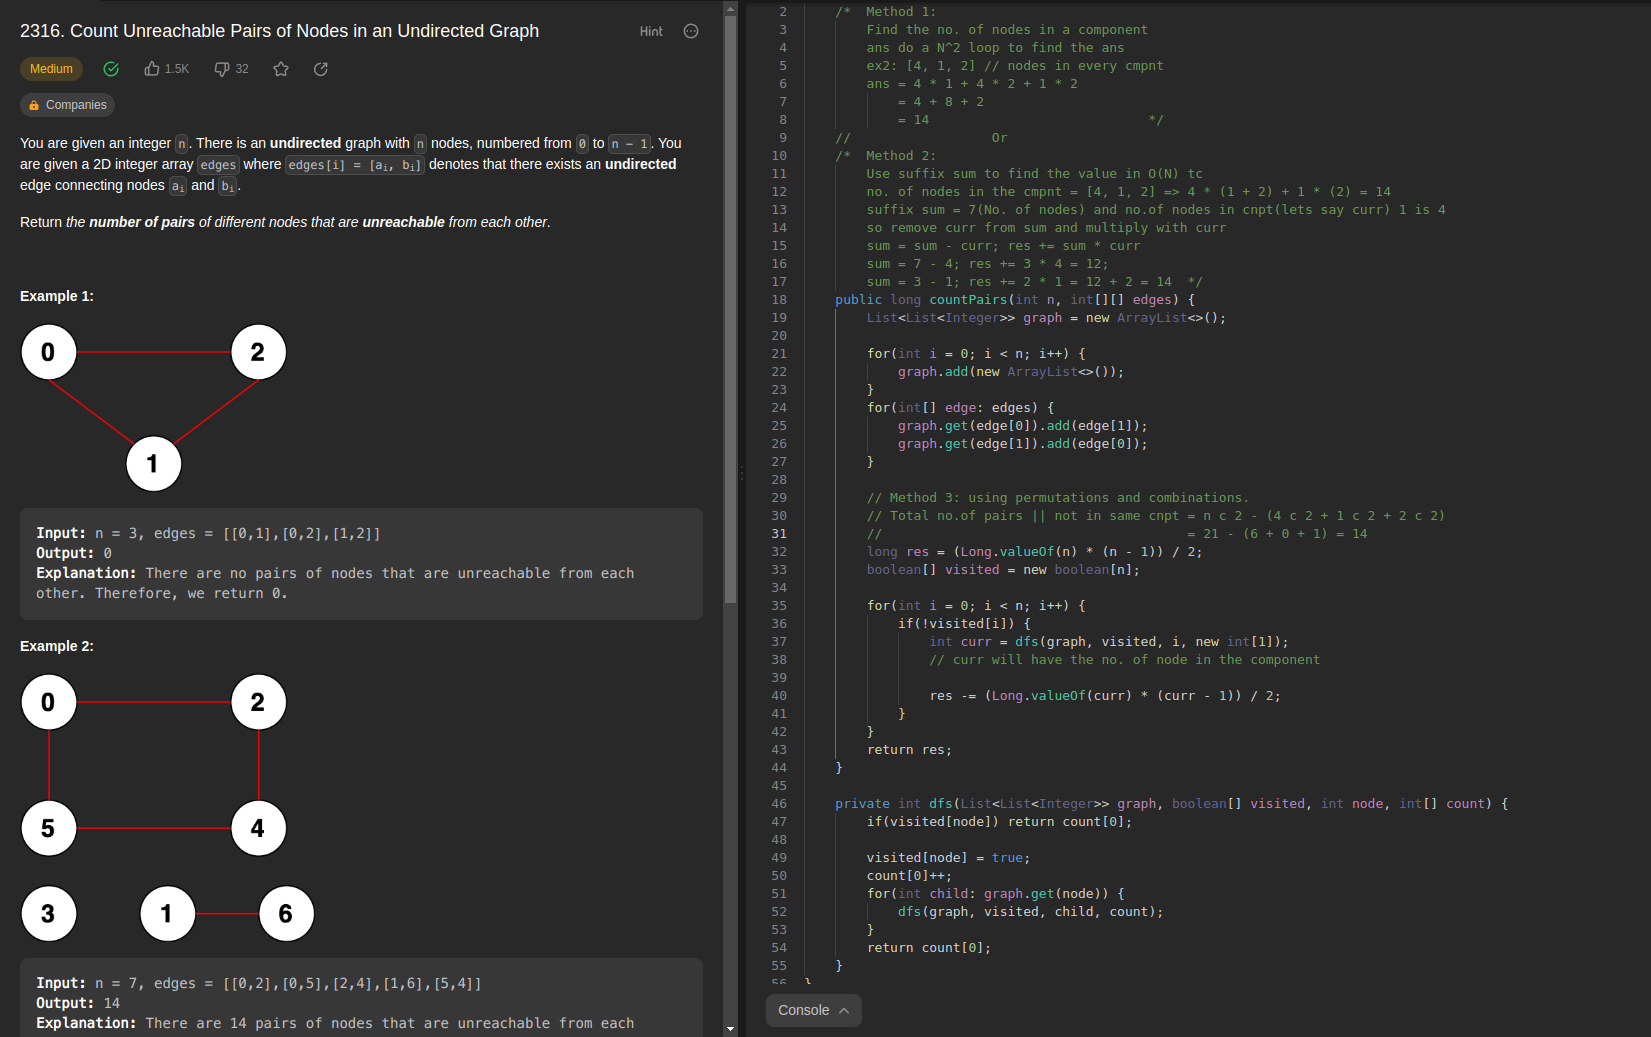 2316. Count Unreachable Pairs of Nodes in an Undirected Graph
Hint
Medium 1.5K 32
Companies
You are given an integer n. There is an undirected graph with n nodes, numbered from 0 to n - 1. You
are given a 2D integer array edges where edges[i] = [ai, bi] denotes that there exists an undirected
edge connecting nodes ai and bi.
Return the number of pairs of different nodes that are unreachable from each other.
Example 1:
0 2
1
Input: n = 3, edges = [[0,1],[0,2],[1,2]]
Output: 0
Explanation: There are no pairs of nodes that are unreachable from each
other. Therefore, we return 0.
Example 2:
0 2
5 4
3 1 6
Input: n = 7, edges = [[0,2],[0,5],[2,4],[1,6],[5,4]]
Output: 14
Explanation: There are 14 pairs of nodes that are unreachable from each
2 /* Method 1:
3 Find the no. of nodes in a component
4 ans do a N^2 loop to find the ans
5 ex2: [4, 1, 2] // nodes in every cmpnt
6 ans = 4 * 1 + 4 * 2 + 1 * 2
7 = 4 + 8 + 2
8 = 14 */
9 // Or
10 /* Method 2:
11 Use suffix sum to find the value in O(N) tc
12 no. of nodes in the cmpnt = [4, 1, 2] => 4 * (1 + 2) + 1 * (2) = 14
13 suffix sum = 7(No. of nodes) and no.of nodes in cnpt(lets say curr) 1 is 4
14 so remove curr from sum and multiply with curr
15 sum = sum - curr; res += sum * curr
16 sum = 7 - 4; res += 3 * 4 = 12;
17 sum = 3 - 1; res += 2 * 1 = 12 + 2 = 14 */
18 public long countPairs(int n, int[][] edges) {
19 List<List<Integer>> graph = new ArrayList<>();
20
21 for(int i = 0; i < n; i++) {
22 graph.add(new ArrayList<>());
23 }
24 for(int[] edge: edges) {
25 graph.get(edge[0]).add(edge[1]);
26 graph.get(edge[1]).add(edge[0]);
27 }
28
29 // Method 3: using permutations and combinations.
30 // Total no.of pairs || not in same cnpt = n c 2 - (4 c 2 + 1 c 2 + 2 c 2)
31 // = 21 - (6 + 0 + 1) = 14
32 long res = (Long.valueOf(n) * (n - 1)) / 2;
33 boolean[] visited = new boolean[n];
34
35 for(int i = 0; i < n; i++) {
36 if(!visited[i]) {
37 int curr = dfs(graph, visited, i, new int[1]);
38 // curr will have the no. of node in the component
39
40 res -= (Long.valueOf(curr) * (curr - 1)) / 2;
41 }
42 }
43 return res;
44 }
45
46 private int dfs(List<List<Integer>> graph, boolean[] visited, int node, int[] count) {
47 if(visited[node]) return count[0];
48
49 visited[node] = true;
50 count[0]++;
51 for(int child: graph.get(node)) {
52 dfs(graph, visited, child, count);
53 }
54 return count[0];
55 }
56 }
Console